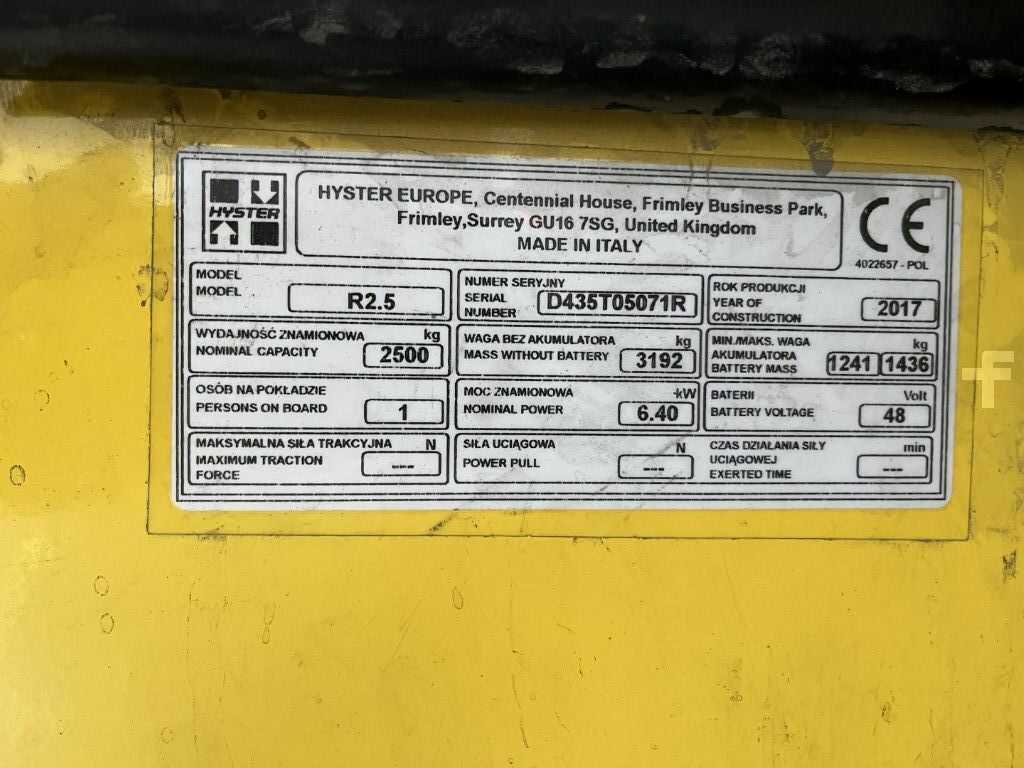 HYSTER
HYSTER EUROPE, Centennial House, Frimley Business Park,
Frimley,Surrey GU16 7SG, United Kingdom
MADE IN ITALY
CE
4022657 - POL
MODEL
MODEL
R2.5
NUMER SERYJNY
SERIAL
NUMBER
D435T05071R
ROK PRODUKCJI
YEAR OF
CONSTRUCTION
2017
WYDAJNOŚĆ ZNAMIONOWA kg
NOMINAL CAPACITY 2500
WAGA BEZ AKUMULATORA kg
MASS WITHOUT BATTERY 3192
MIN./MAKS. WAGA kg
AKUMULATORA
BATTERY MASS 1241 1436
OSÓB NA POKŁADZIE
PERSONS ON BOARD 1
MOC ZNAMIONOWA kW
NOMINAL POWER 6.40
BATERII Volt
BATTERY VOLTAGE 48
MAKSYMALNA SIŁA TRAKCYJNA N
MAXIMUM TRACTION
FORCE ---
SIŁA UCIĄGOWA N
POWER PULL ---
CZAS DZIAŁANIA SIŁY min
UCIĄGOWEJ
EXERTED TIME ---
f